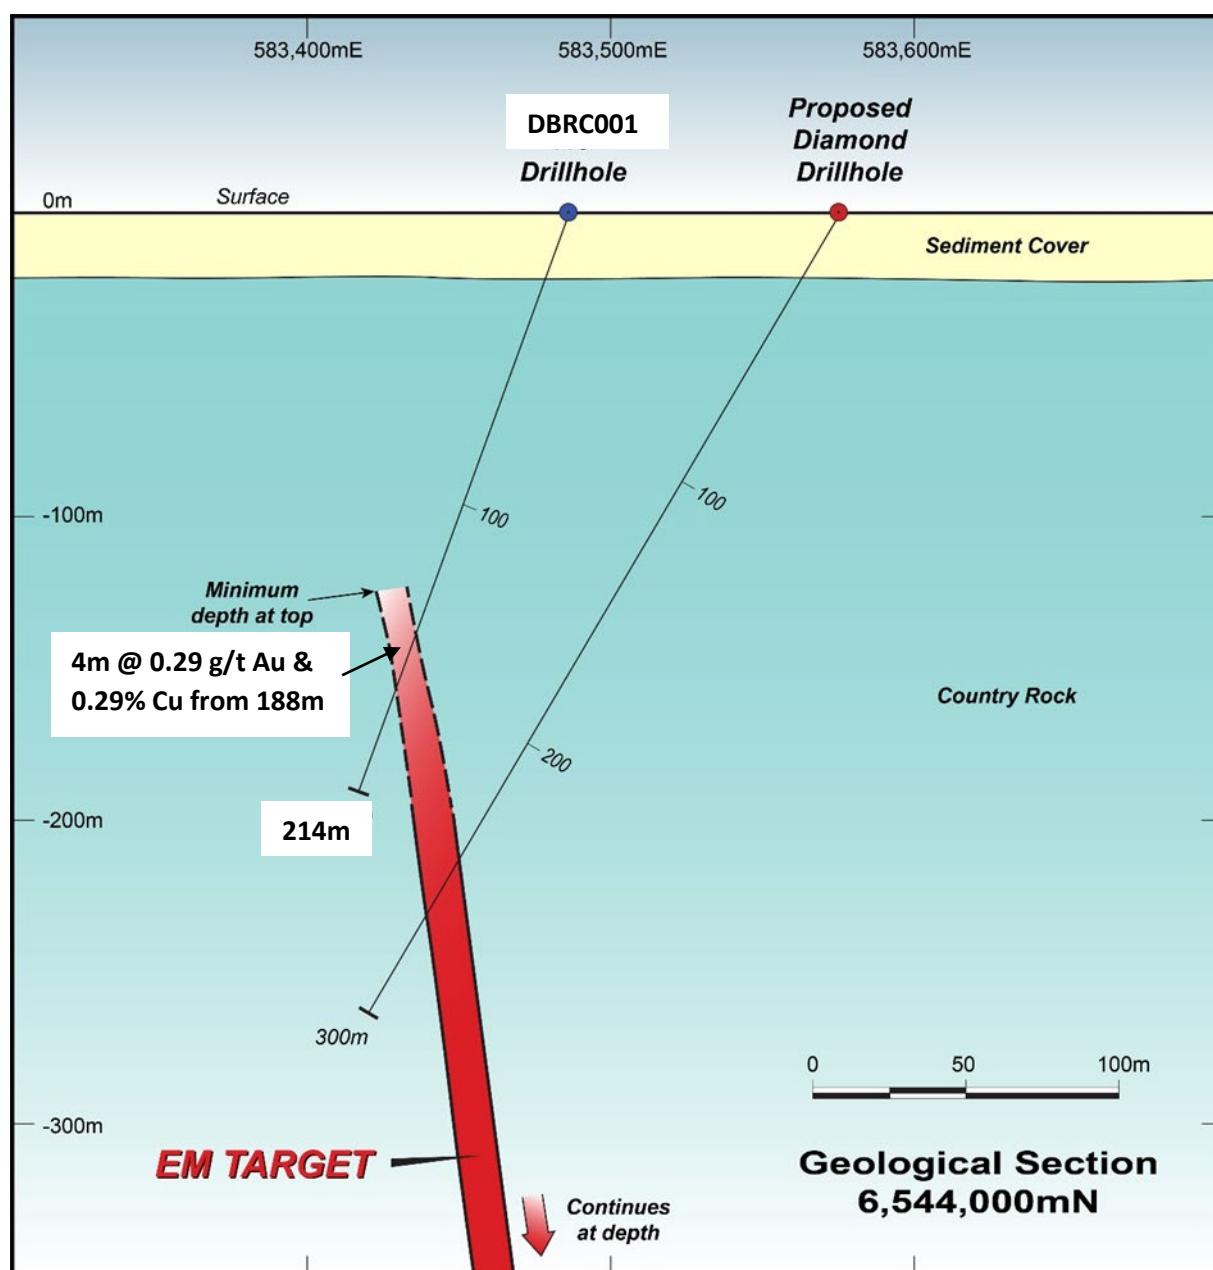 583,400mE
583,500mE
583,600mE
DBRC001
Drillhole
Proposed
Diamond
Drillhole
0m
Surface
Sediment Cover
-100m
100
100
Minimum
depth at top
4m @ 0.29 g/t Au &
0.29% Cu from 188m
Country Rock
200
-200m
214m
300m
0
50
100m
-300m
EM TARGET
Geological Section
6,544,000mN
Continues
at depth